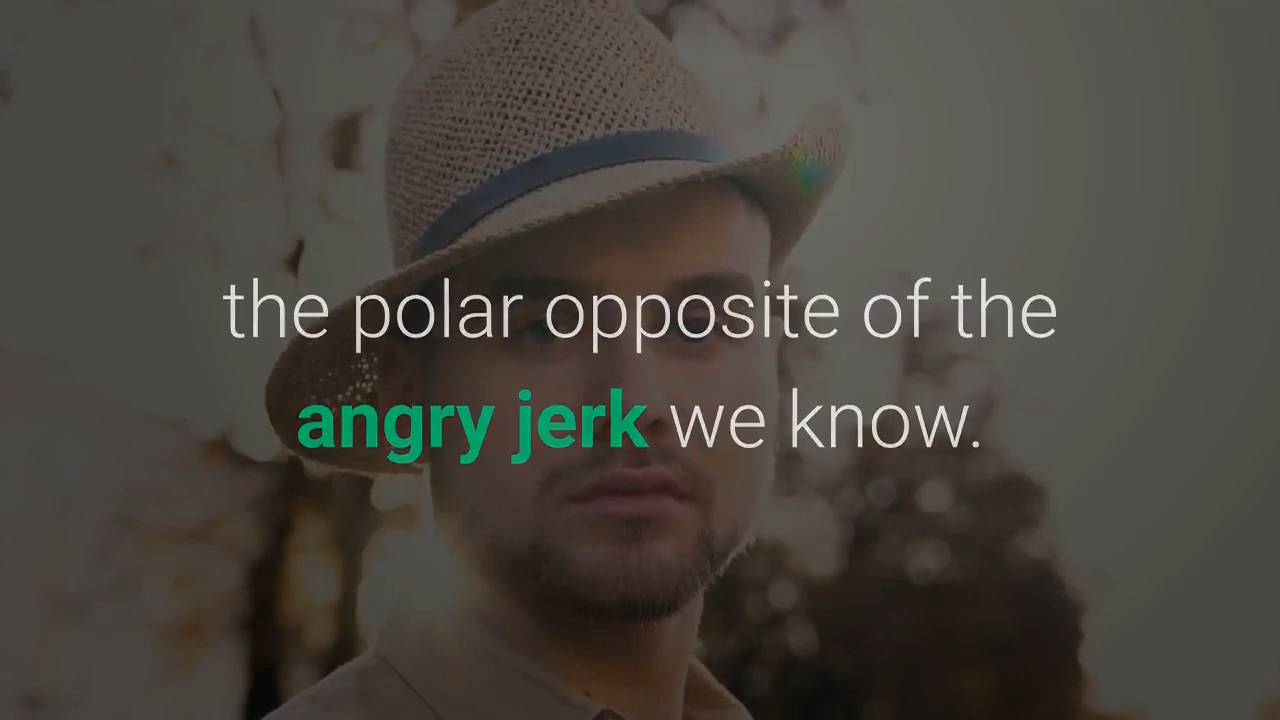 the polar opposite of the
angry jerk we know.